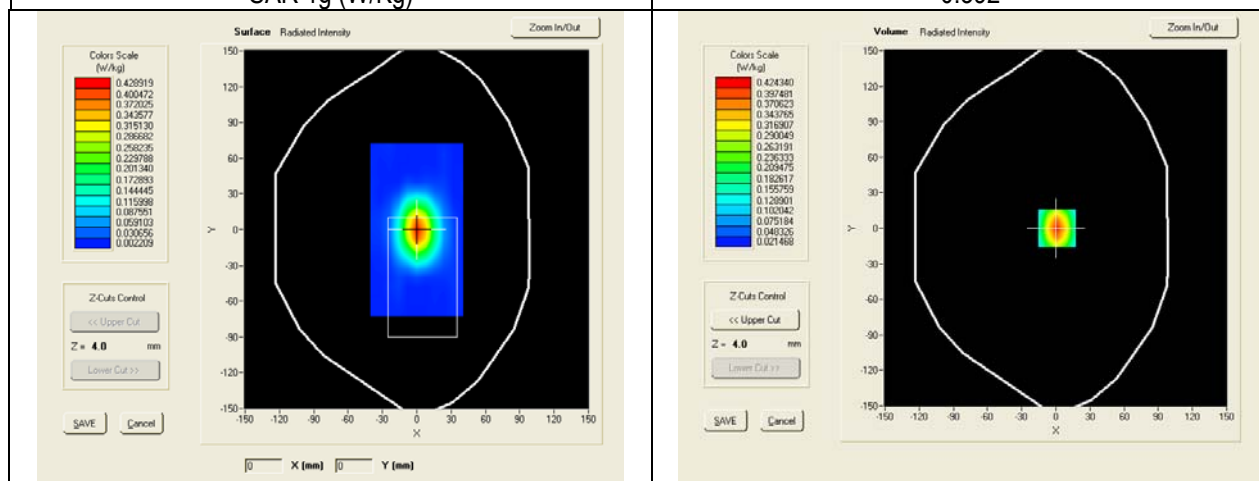 Surface Radiated Intensity
Zoom In/Out
Colors Scale
(W/kg)
0.428919
0.400472
0.372025
0.343577
0.315130
0.286682
0.258235
0.229788
0.201340
0.172893
0.144445
0.115998
0.087551
0.059103
0.030656
0.002209
Z-Cuts Control
<< Upper Cut
Z = 4.0 mm
Lower Cut >>
SAVE
Cancel
150
120
90
60
30
0
-30
-60
-90
-120
-150
Y
-150 -120 -90 -60 -30 0 30 60 90 120 150
X
0 X (mm) 0 Y (mm)
Volume Radiated Intensity
Zoom In/Out
Colors Scale
(W/kg)
0.424340
0.397481
0.370623
0.343765
0.316907
0.290049
0.263191
0.236333
0.209475
0.182617
0.155759
0.128901
0.102042
0.075184
0.048326
0.021468
Z-Cuts Control
<< Upper Cut
Z = 4.0 mm
Lower Cut >>
SAVE
Cancel
150
120
90
60
30
0
-30
-60
-90
-120
-150
Y
-150 -120 -90 -60 -30 0 30 60 90 120 150
X